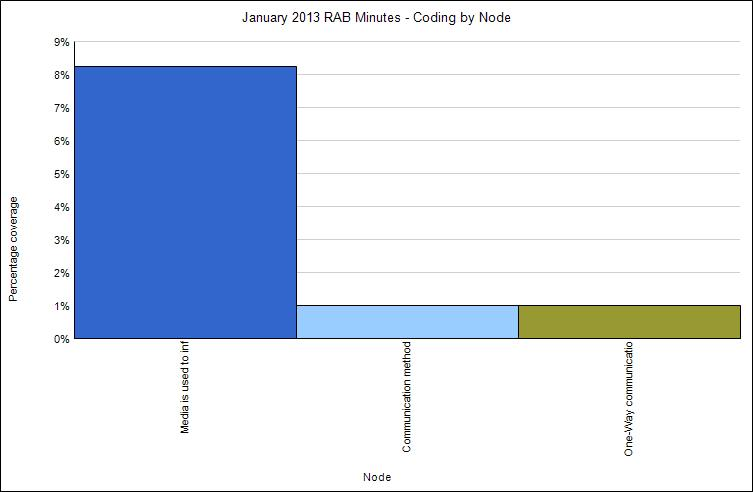 January 2013 RAB Minutes - Coding by Node
9%
8%
7%
6%
5%
4%
3%
2%
1%
0%
Percentage coverage
Media is used to inf
Communication method
One-Way communicatio
Node